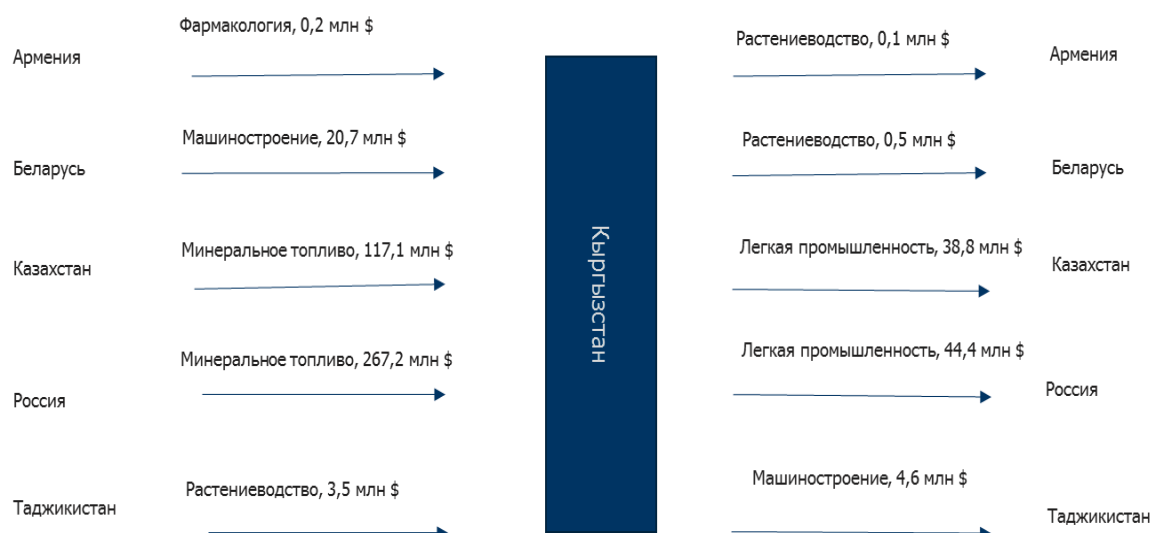 Фармакология, 0,2 млн $
Растениеводство, 0,1 млн $
Армения
Армения
Машиностроение, 20,7 млн $
Растениеводство, 0,5 млн $
Беларусь
Беларусь
Минеральное топливо, 117,1 млн $
Легкая промышленность, 38,8 млн $
Казахстан
Казахстан
Кыргызстан
Минеральное топливо, 267,2 млн $
Легкая промышленность, 44,4 млн $
Россия
Россия
Растениеводство, 3,5 млн $
Машиностроение, 4,6 млн $
Таджикистан
Таджикистан